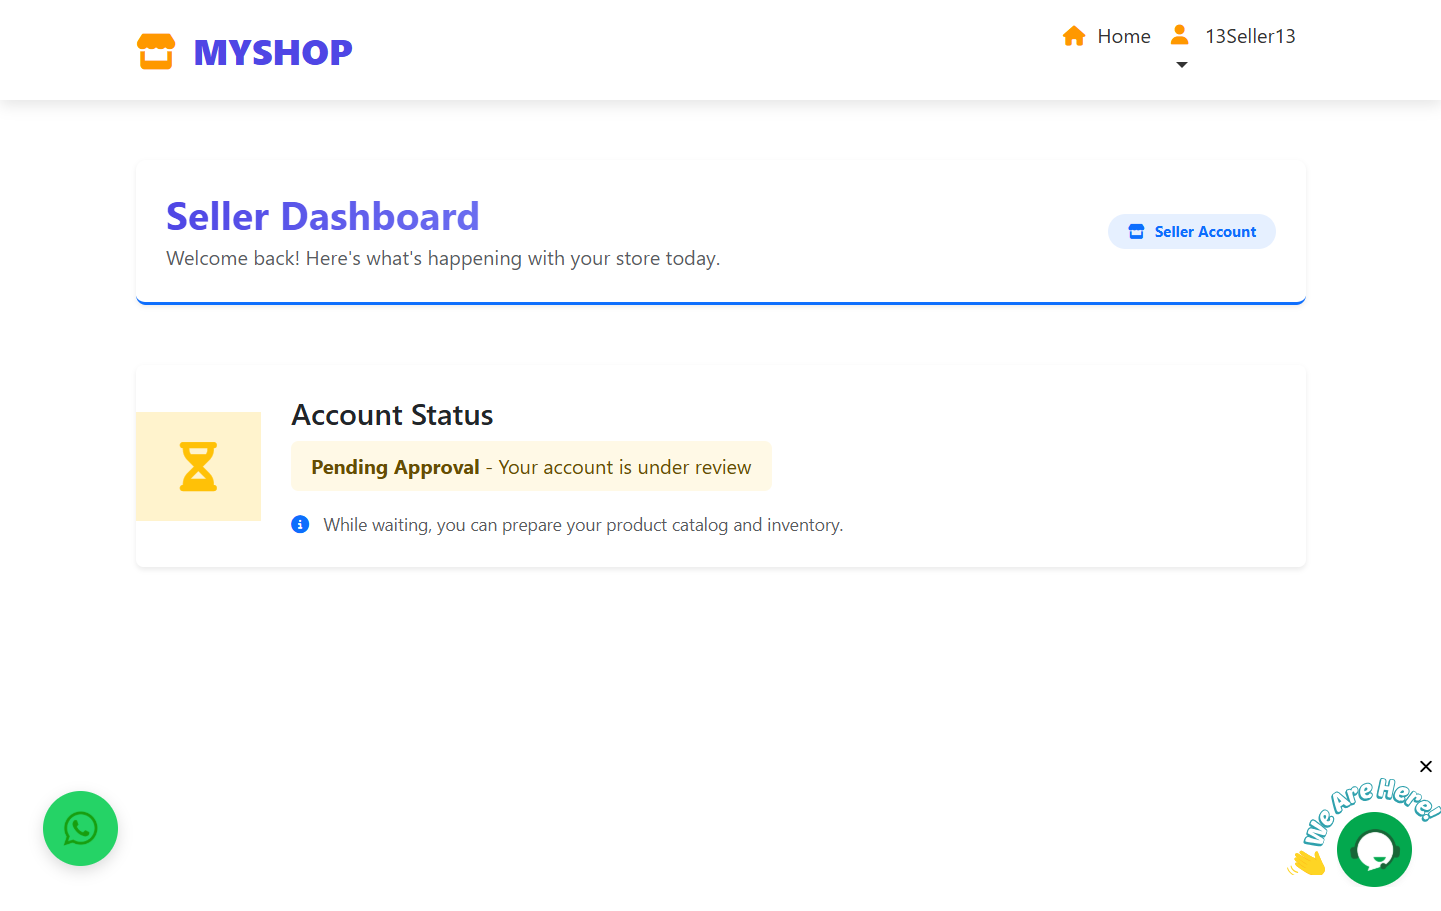 MYSHOP
Home
13Seller13
Seller Dashboard
Welcome back! Here's what's happening with your store today.
Seller Account
Account Status
Pending Approval - Your account is under review
While waiting, you can prepare your product catalog and inventory.
We Are Here!